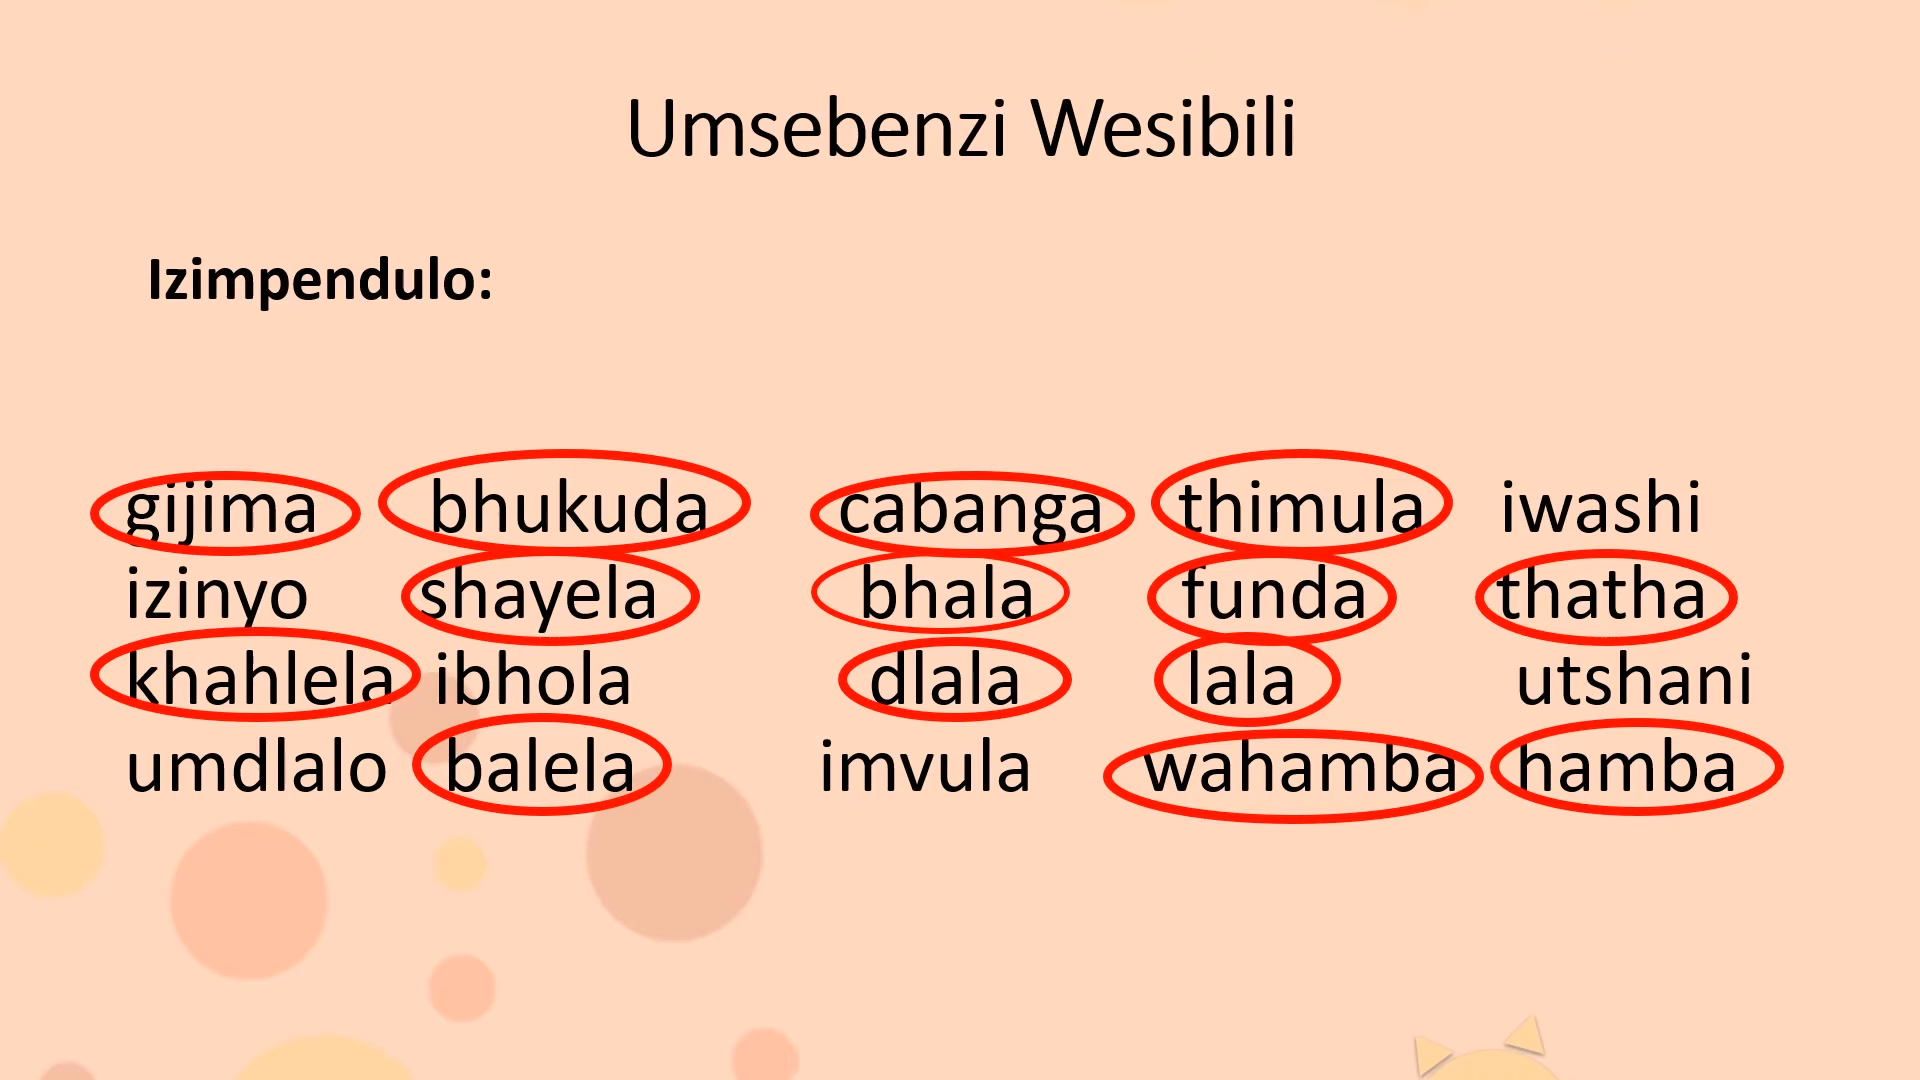 Umsebenzi Wesibili
Izimpendulo:
gijima bhukuda cabanga thimula iwashi
izinyo shayela bhala funda thatha
khahlela ibhola dlala lala utshani
umdlalo balela imvula wahamba hamba